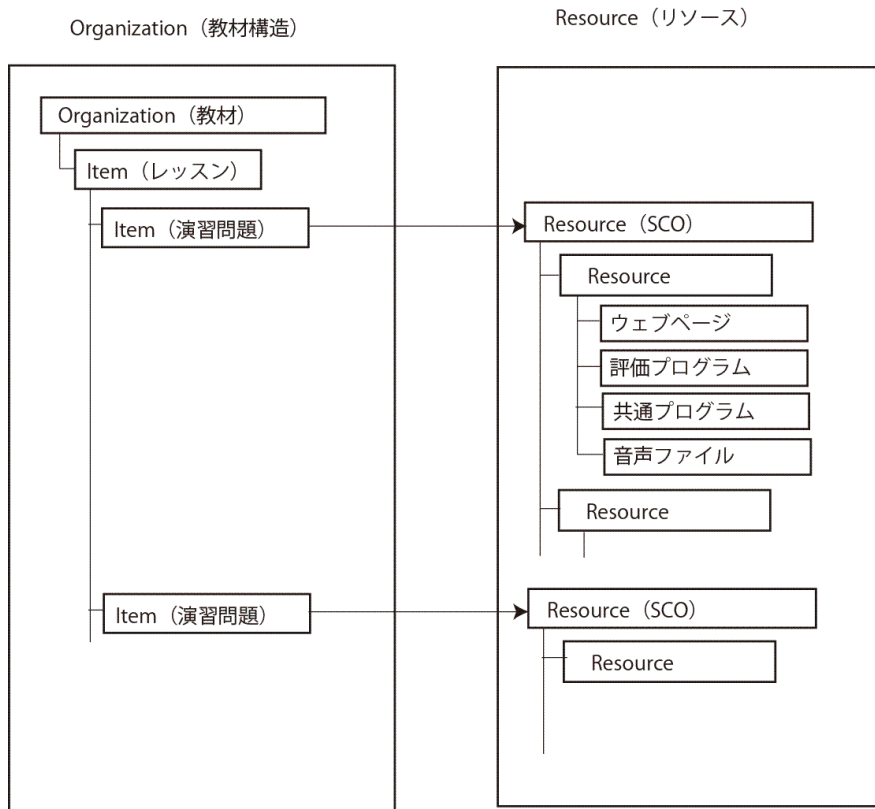 Organization（教材構造）
Organization（教材）
Item（レッスン）
Item（演習問題）
Item（演習問題）
Resource（リソース）
Resource（SCO）
Resource
ウェブページ
評価プログラム
共通プログラム
音声ファイル
Resource
Resource（SCO）
Resource